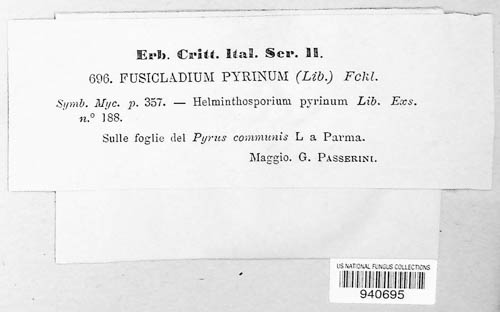 Erb. Critt. Ital. Ser. II.
696. FUSICLADIUM PYRINUM (Lib.) Fckl.
Symb. Myc. p. 357. — Helminthosporium pyrinum Lib. Exs.
n.º 188.
Sulle foglie del Pyrus communis L a Parma.
Maggio. G. PASSERINI.
US NATIONAL FUNGUS COLLECTIONS
940695